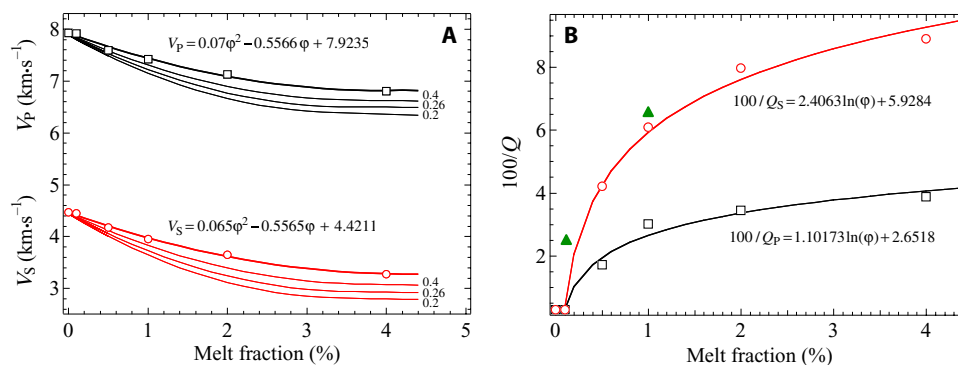 A
V_P = 0.07φ² − 0.5566φ + 7.9235
8
7
6
5
4
3
V_P (km·s⁻¹)
V_S (km·s⁻¹)
0.4
0.26
0.2
V_S = 0.065φ² − 0.5565φ + 4.4211
0.4
0.26
0.2
0 1 2 3 4 5
Melt fraction (%)
B
8
6
4
2
100/Q
100/Q_S = 2.4063ln(φ) + 5.9284
100/Q_P = 1.10173ln(φ) + 2.6518
0 1 2 3 4
Melt fraction (%)